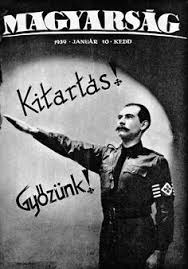 MAGYARSÁG
1939 · JANUÁR 10 · KEDD
Kitartás!
Győzünk!